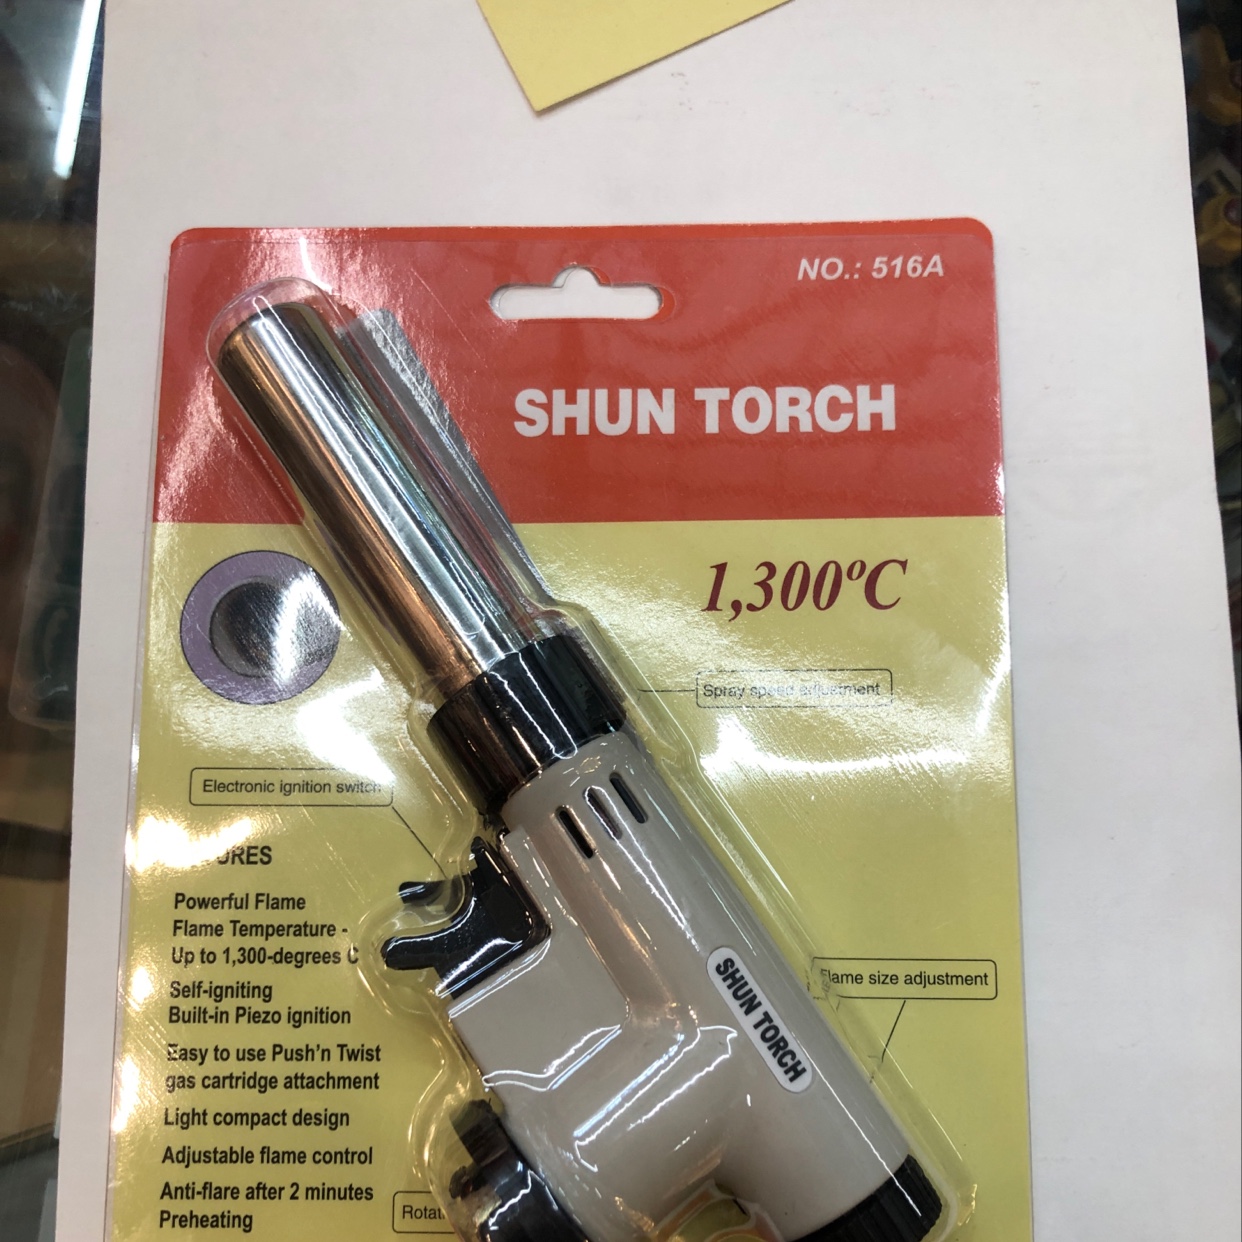 NO.: 516A
SHUN TORCH
1,300ºC
Spray speed adjustment
Electronic ignition switch
Powerful Flame
Flame Temperature -
Up to 1,300-degrees C
Self-igniting
Built-in Piezo ignition
Easy to use Push'n Twist
gas cartridge attachment
Light compact design
Adjustable flame control
Anti-flare after 2 minutes
Preheating
SHUN TORCH
Flame size adjustment